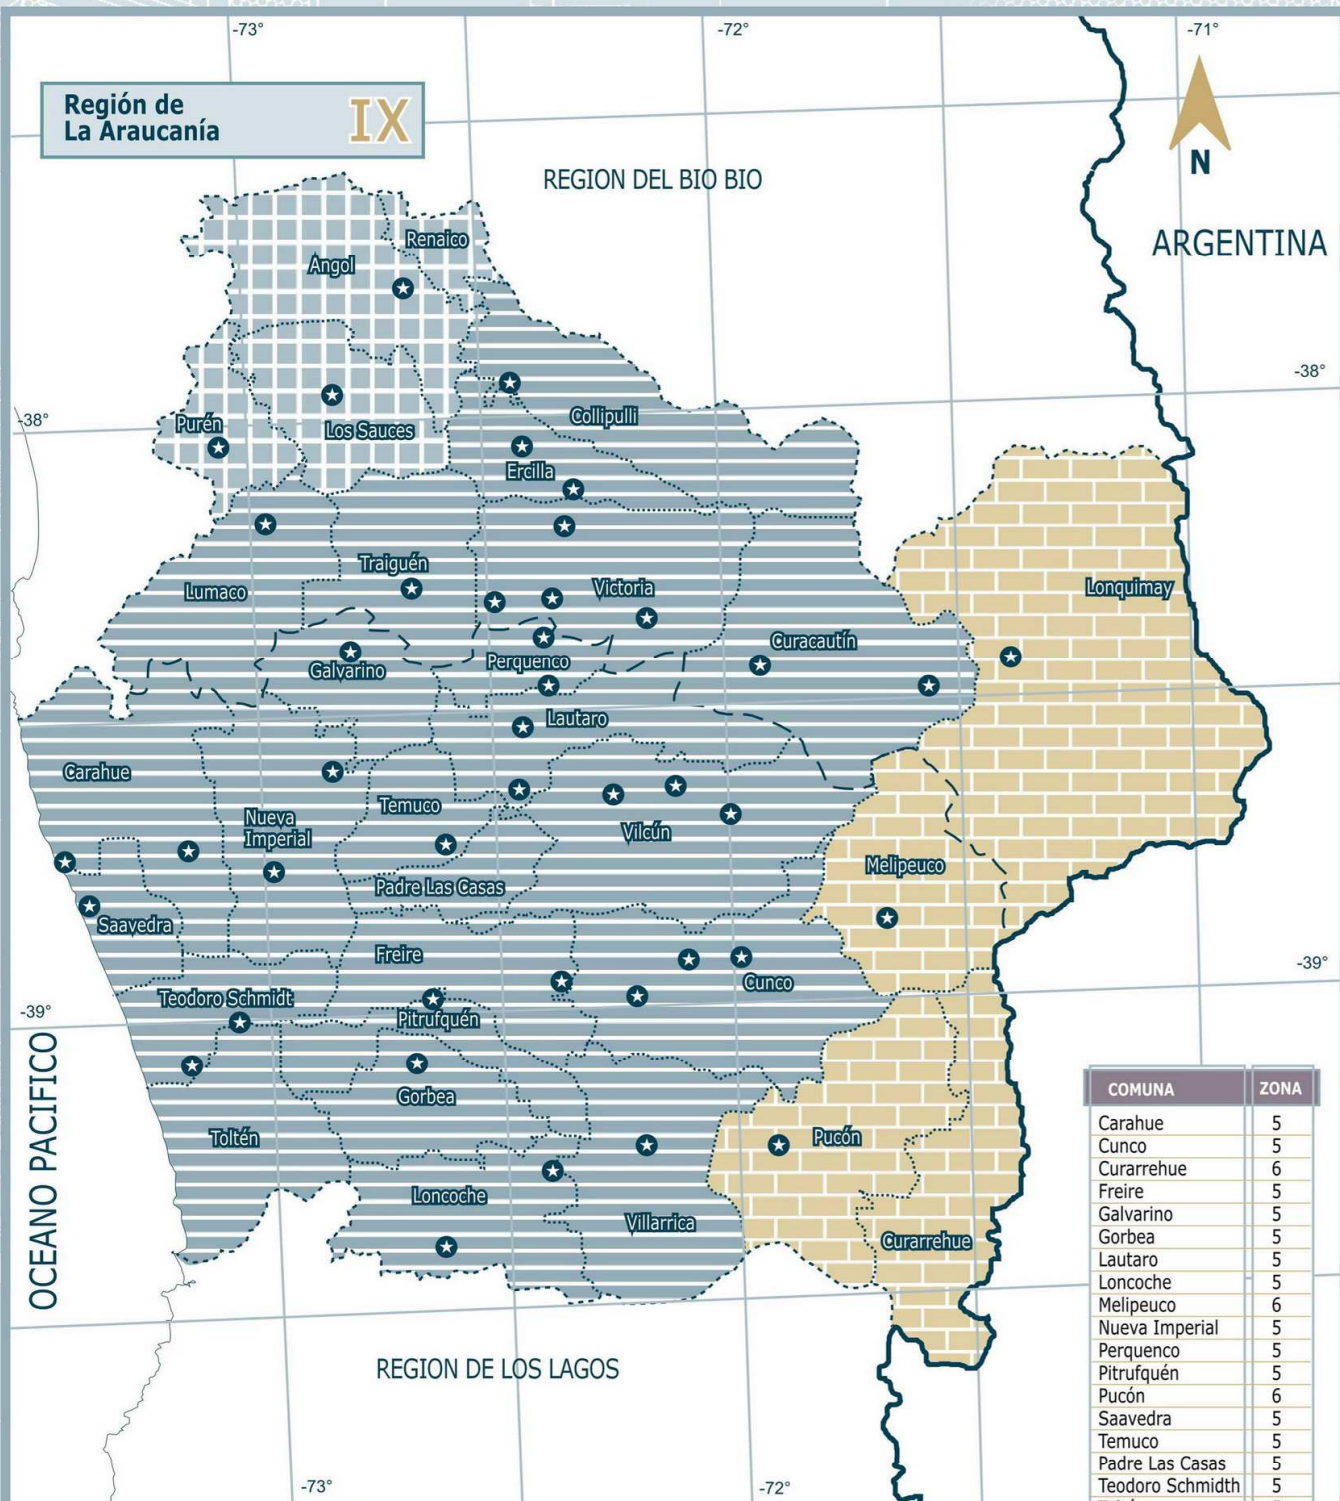 -73°
-72°
-71°
Región de
La Araucanía
IX
REGION DEL BIO BIO
N
ARGENTINA
Renaico
Angol
-38°
-38°
Collipulli
Purén
Los Sauces
Ercilla
Traiguén
Lumaco
Victoria
Lonquimay
Curacautín
Galvarino
Perquenco
Lautaro
Carahue
Temuco
Nueva
Imperial
Vilcún
Melipeuco
Padre Las Casas
Saavedra
Freire
Cunco
-39°
Teodoro Schmidt
-39°
Pitrufquén
Gorbea
OCEANO PACIFICO
Toltén
Pucón
Loncoche
Villarrica
Curarrehue
REGION DE LOS LAGOS
-73°
-72°
COMUNA ZONA
Carahue 5
Cunco 5
Curarrehue 6
Freire 5
Galvarino 5
Gorbea 5
Lautaro 5
Loncoche 5
Melipeuco 6
Nueva Imperial 5
Perquenco 5
Pitrufquén 5
Pucón 6
Saavedra 5
Temuco 5
Padre Las Casas 5
Teodoro Schmidth 5